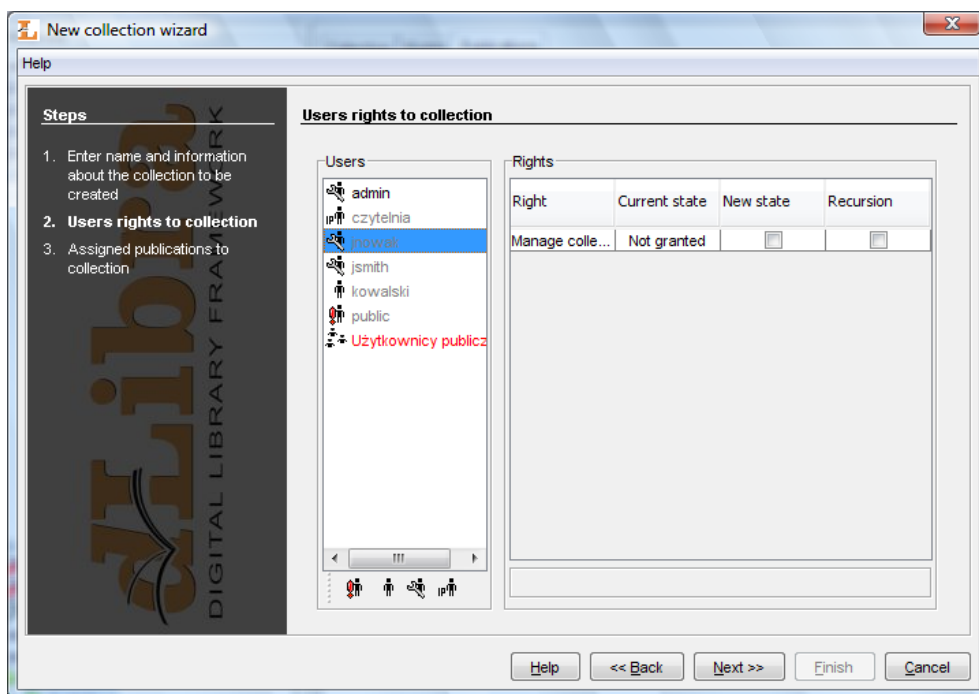 New collection wizard
Help
Steps
1. Enter name and information
about the collection to be
created
2. Users rights to collection
3. Assigned publications to
collection
dLibra
DIGITAL LIBRARY FRAMEWORK
Users rights to collection
Users
admin
IP czytelnia
jnowak
jsmith
kowalski
public
Użytkownicy publicz
IP
Rights
Right Current state New state Recursion
Manage colle... Not granted
Help << Back Next >> Finish Cancel